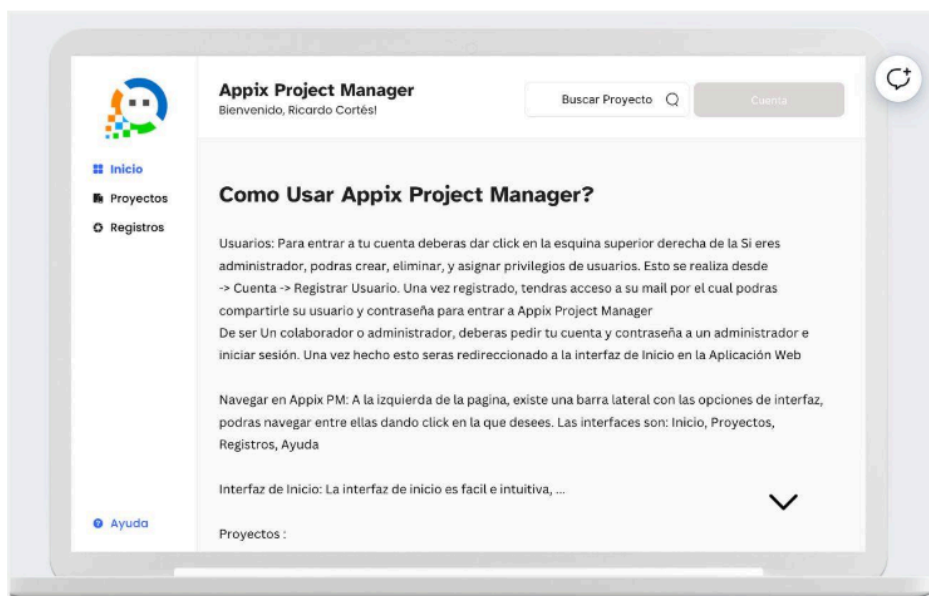 Appix Project Manager
Bienvenido, Ricardo Cortés!
Buscar Proyecto
Cuenta
Inicio
Proyectos
Registros
Como Usar Appix Project Manager?
Usuarios: Para entrar a tu cuenta deberas dar click en la esquina superior derecha de la Si eres
administrador, podras crear, eliminar, y asignar privilegios de usuarios. Esto se realiza desde
-> Cuenta -> Registrar Usuario. Una vez registrado, tendras acceso a su mail por el cual podras
compartirle su usuario y contraseña para entrar a Appix Project Manager
De ser Un colaborador o administrador, deberas pedir tu cuenta y contraseña a un administrador e
iniciar sesión. Una vez hecho esto seras redireccionado a la interfaz de Inicio en la Aplicación Web
Navegar en Appix PM: A la izquierda de la pagina, existe una barra lateral con las opciones de interfaz,
podras navegar entre ellas dando click en la que desees. Las interfaces son: Inicio, Proyectos,
Registros, Ayuda
Interfaz de Inicio: La interfaz de inicio es facil e intuitiva, ...
Proyectos :
Ayuda